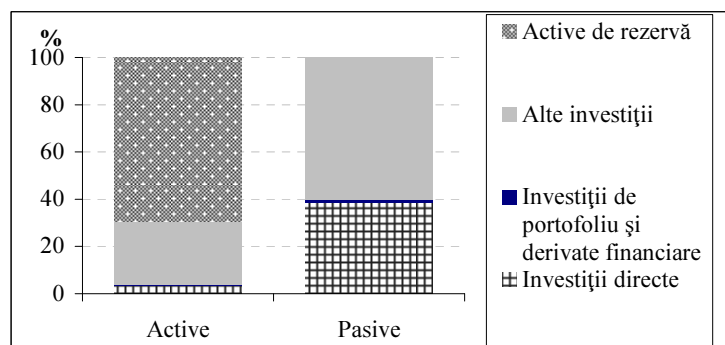 %
100
80
60
40
20
0
Active
Pasive
Active de rezervă
Alte investiţii
Investiţii de
portofoliu şi
derivate financiare
Investiţii directe